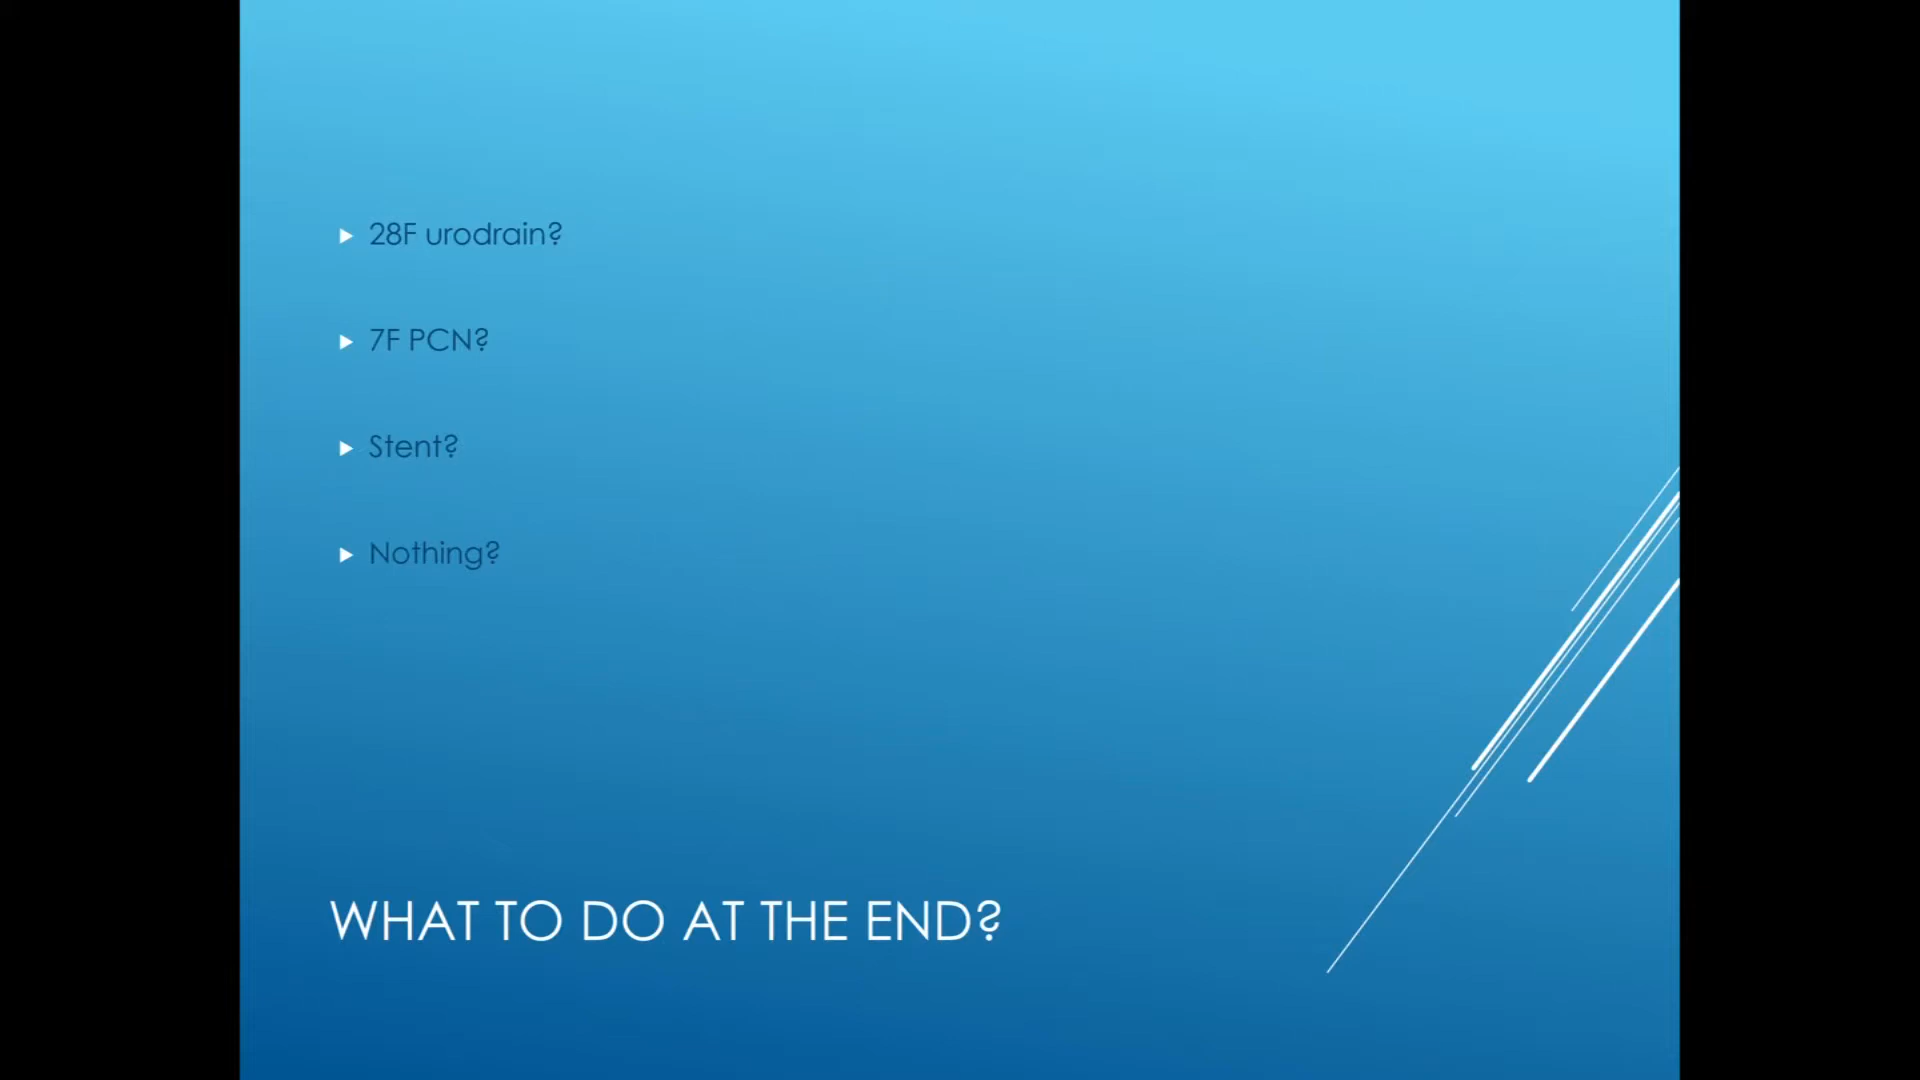 28F urodrain?
7F PCN?
Stent?
Nothing?
WHAT TO DO AT THE END?